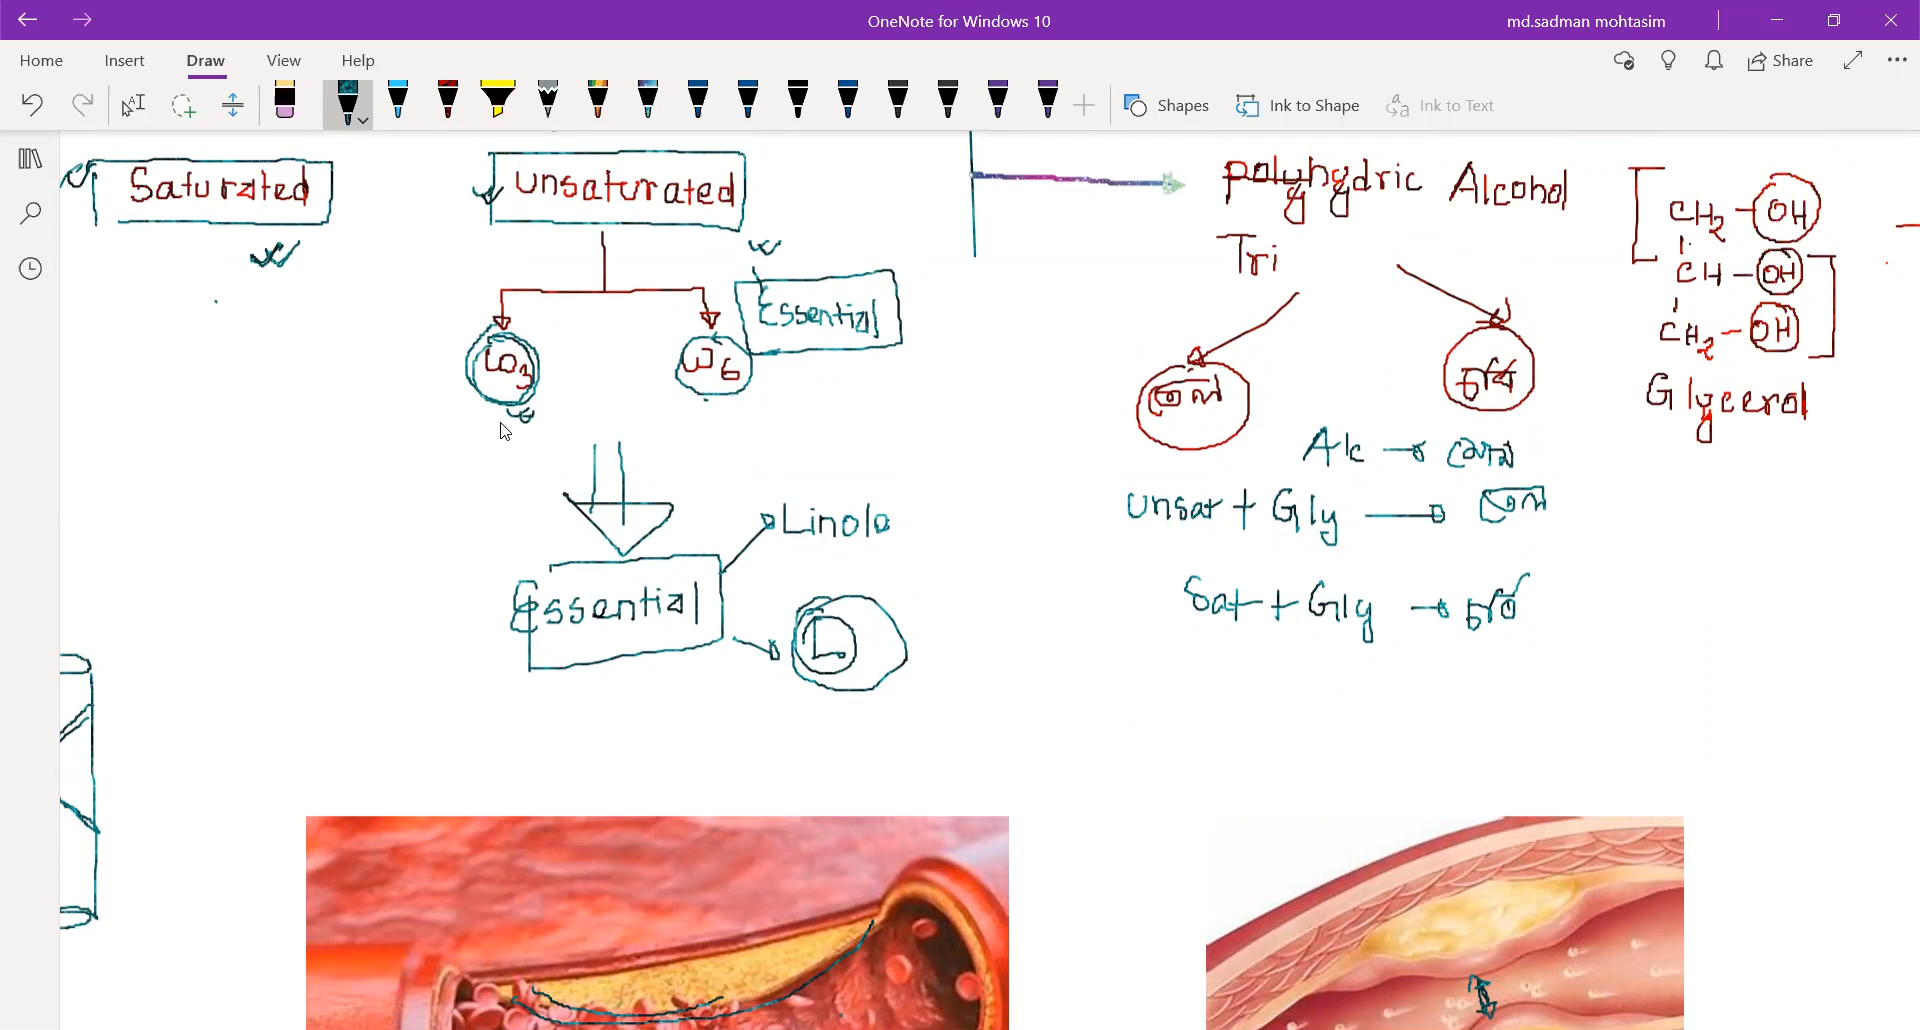 OneNote for Windows 10
md.sadman mohtasim
Home Insert Draw View Help
Share
Shapes Ink to Shape Ink to Text
Saturated
Unsaturated
ω3
ω6
Essential
Essential
Linole
L
Polyhydric Alcohol
Tri
তেল
চর্বি
CH2 - OH
CH - OH
CH2 - OH
Glycerol
unsat + Gly → তেল
Sat + Gly → চর্বি